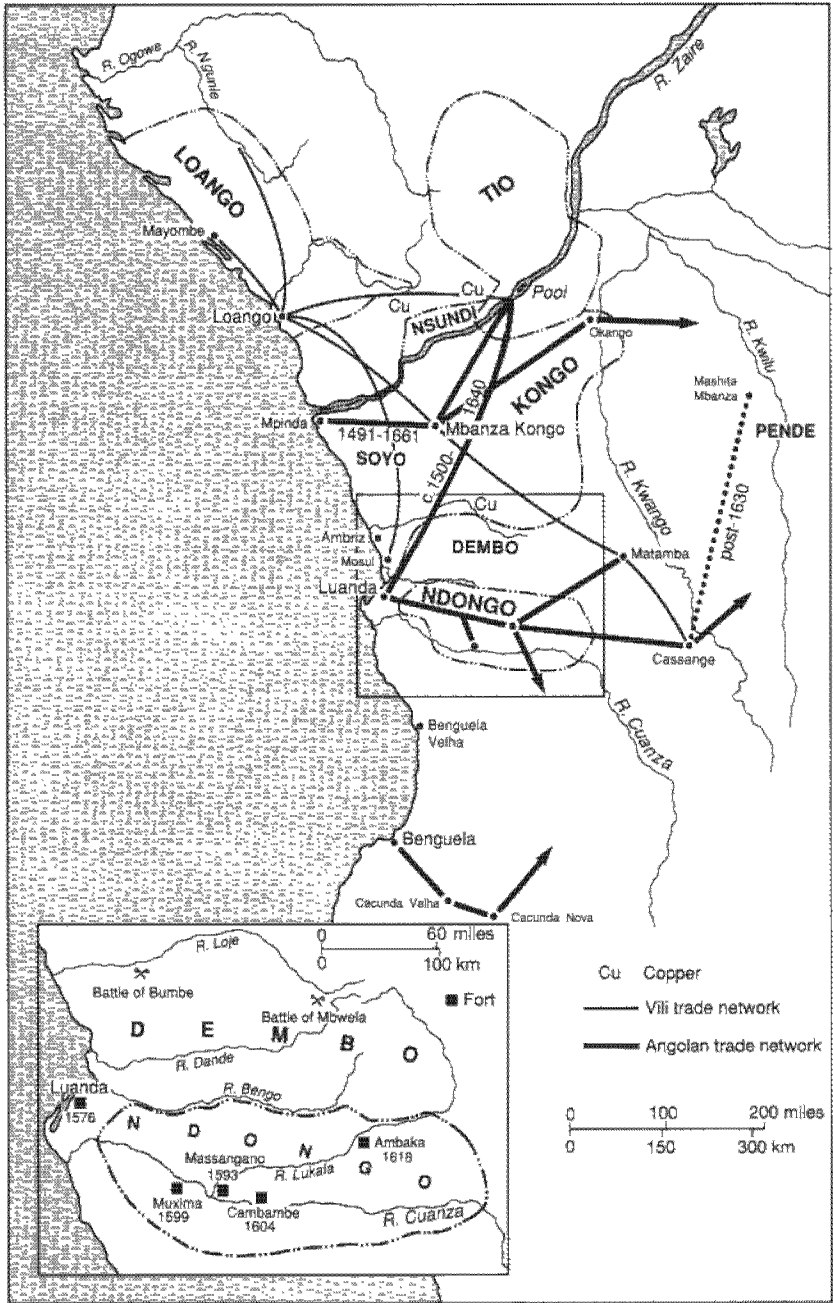 R. Ogowe
R. Ngunie
R. Zaire
LOANGO
TIO
Mayombe
Cu
Cu
Pool
Loango
NSUNDI
Okango
R. Kwilu
KONGO
Mashita
Mbanza
1640
Mpinda
Mbanza Kongo
1491-1661
PENDE
SOYO
c. 1500-
R. Kwango
Cu
post-1630
Ambriz
DEMBO
Mosul
Matamba
Luanda
NDONGO
Cassange
R. Cuanza
Benguela
Velha
Benguela
Cacunda Velha
Cacunda Nova
0 60 miles
0 100 km
R. Loje
Battle of Bumbe
Fort
Battle of Mbwela
DEMBO
R. Dande
R. Bengo
Luanda
1576
NDONGO
Ambaka
1618
Massangano
1593
R. Lukala
Muxima
1599
Cambambe
1604
R. Cuanza
Cu Copper
Vili trade network
Angolan trade network
0 100 200 miles
0 150 300 km